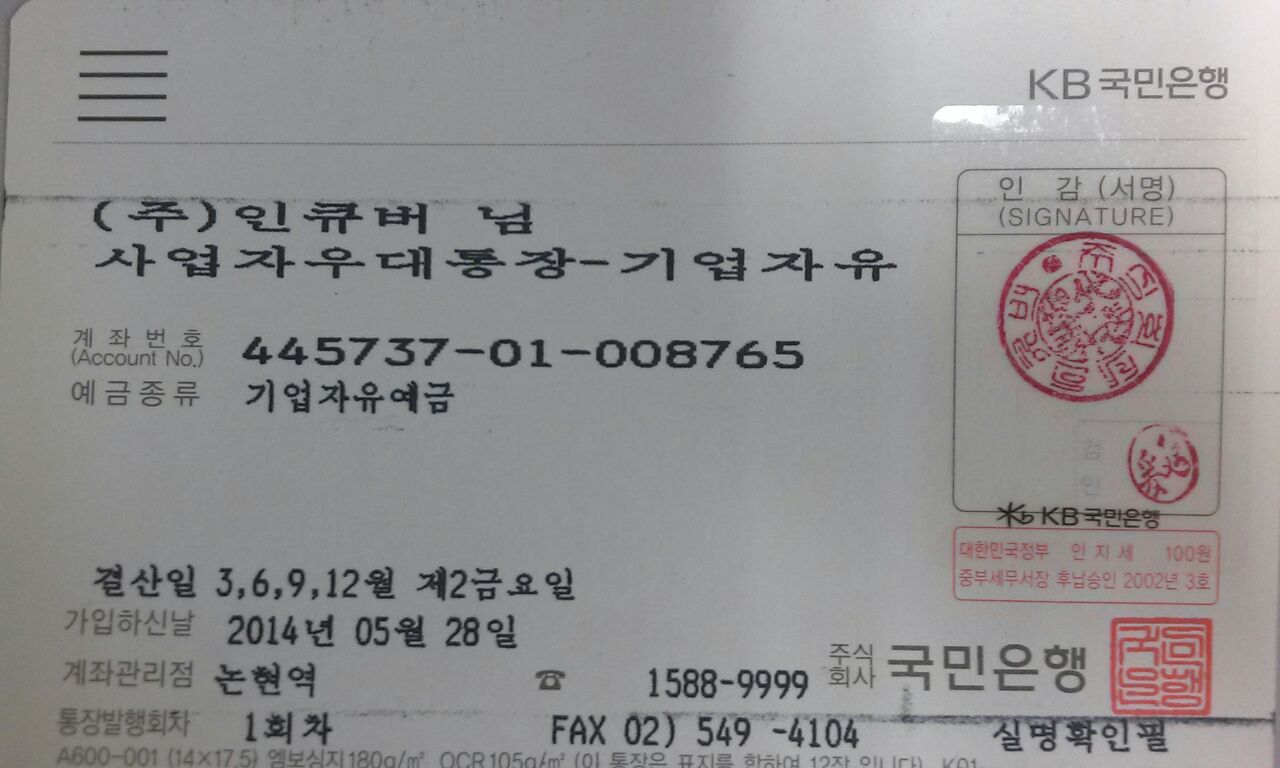 KB 국민은행
(주)인큐버 님
사업자우대통장-기업자유
인 감 (서명)
(SIGNATURE)
계좌번호
(Account No.) 445737-01-008765
예금종류 기업자유예금
검
인
KB 국민은행
대한민국정부 인지세 100원
중부세무서장 후납승인 2002년 3호
결산일 3,6,9,12월 제2금요일
가입하신날 2014년 05월 28일
계좌관리점 논현역 ☎ 1588-9999
주식회사 국민은행
통장발행회차 1회차 FAX 02) 549 -4104
실명확인필
A600-001 (14×17.5) 엠보싱지180g/㎡, OCR105g/㎡ (이 통장은 표지를 합하여 12장 입니다)